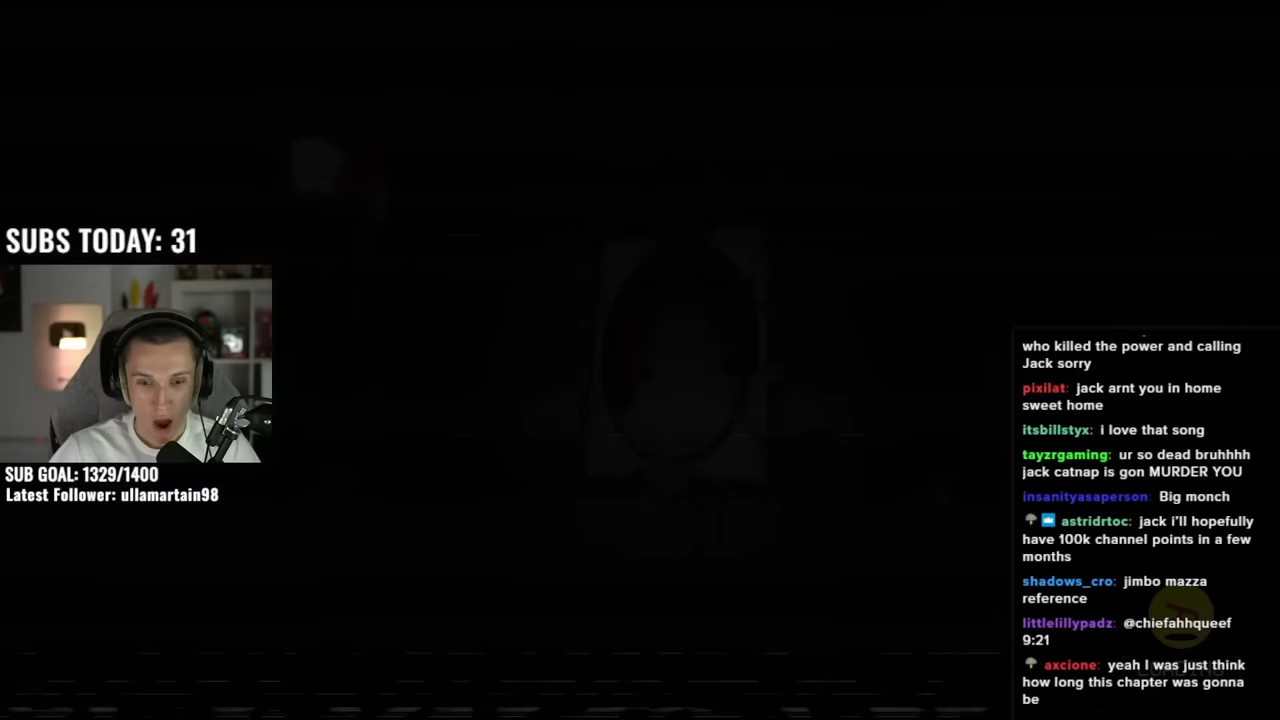 SUBS TODAY: 31
SUB GOAL: 1329/1400
Latest Follower: ullamartain98
who killed the power and calling
Jack sorry
pixilat: jack arnt you in home
sweet home
itsbillstyx: i love that song
tayzrgaming: ur so dead bruhhhh
jack catnap is gon MURDER YOU
insanityasaperson: Big monch
astridrtoc: jack i'll hopefully
have 100k channel points in a few
months
shadows_cro: jimbo mazza
reference
littlelillypadz: @chiefahhqueef
9:21
axcione: yeah I was just think
how long this chapter was gonna
be
LOADING